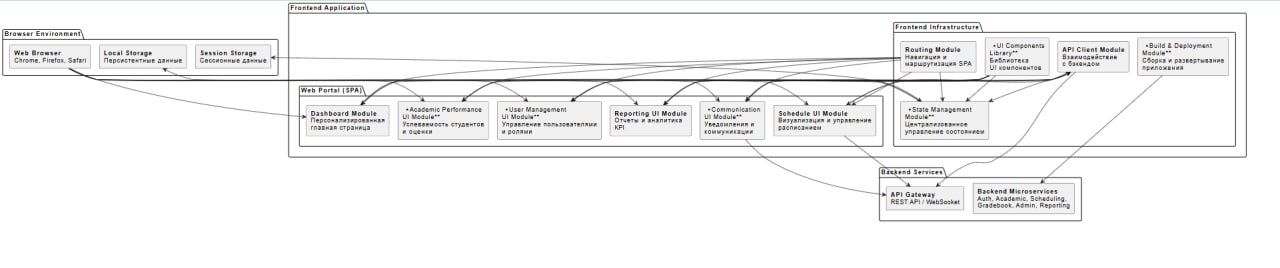 Frontend Application
Browser Environment
Web Browser
Chrome, Firefox, Safari
Local Storage
Персистентные данные
Session Storage
Сессионные данные
Frontend Infrastructure
Routing Module
Навигация и
маршрутизация SPA
•UI Components
Library**
Библиотека
UI компонентов
API Client Module
Взаимодействие
с бэкендом
•Build & Deployment
Module**
Сборка и развертывание
приложения
Web Portal (SPA)
Dashboard Module
Персонализированная
главная страница
•Academic Performance
UI Module**
Успеваемость студентов
и оценки
•User Management
UI Module**
Управление пользователями
и ролями
Reporting UI Module
Отчеты и аналитика
KPI
•Communication
UI Module**
Уведомления и
коммуникации
Schedule UI Module
Визуализация и управление
расписанием
•State Management
Module**
Централизованное
управление состоянием
Backend Services
API Gateway
REST API / WebSocket
Backend Microservices
Auth, Academic, Scheduling,
Gradebook, Admin, Reporting